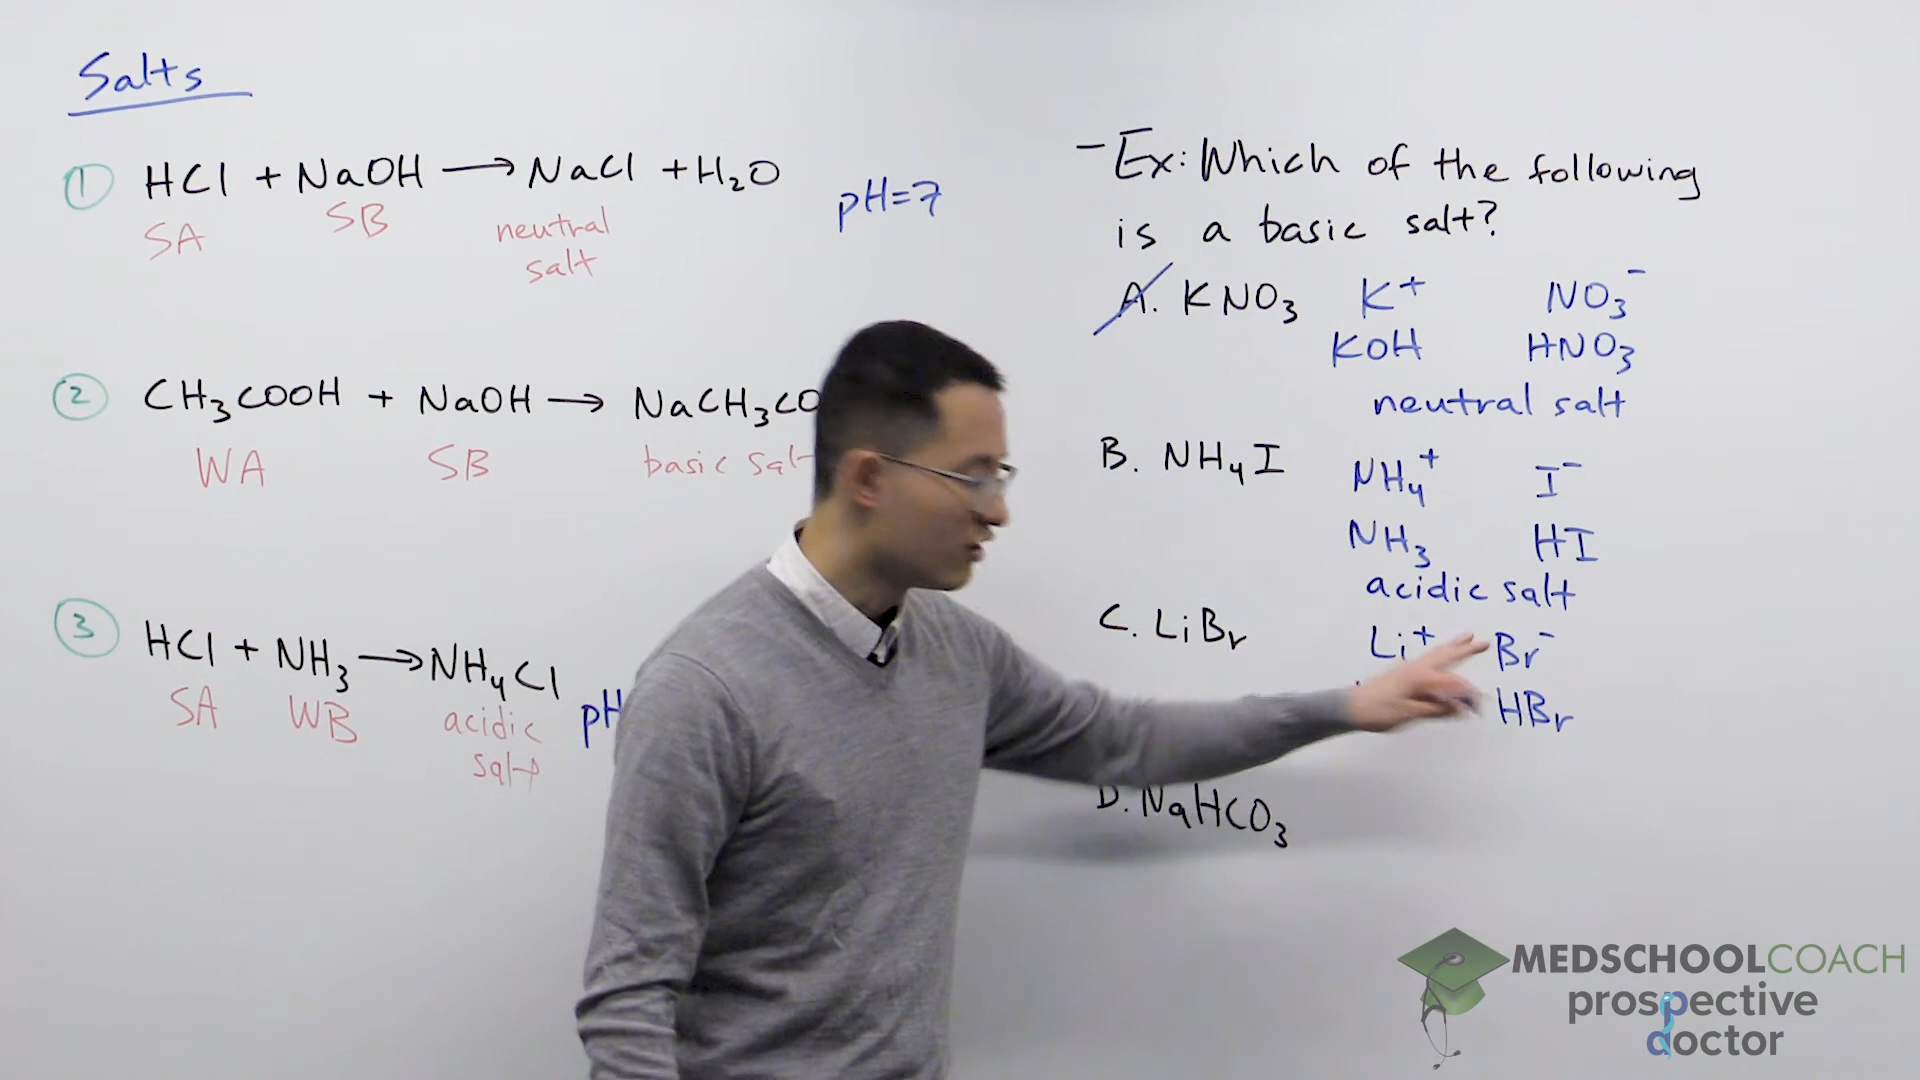 Salts
① HCl + NaOH → NaCl + H₂O pH=7
SA SB neutral
salt
② CH₃COOH + NaOH → NaCH₃CO
WA SB basic salt
③ HCl + NH₃ → NH₄Cl pH
SA WB acidic
salt
- Ex: Which of the following
is a basic salt?
A. KNO₃ K⁺ NO₃⁻
KOH HNO₃
neutral salt
B. NH₄I NH₄⁺ I⁻
NH₃ HI
acidic salt
C. LiBr Li⁺ Br⁻
HBr
D. NaHCO₃
MEDSCHOOLCOACH
prospective
doctor